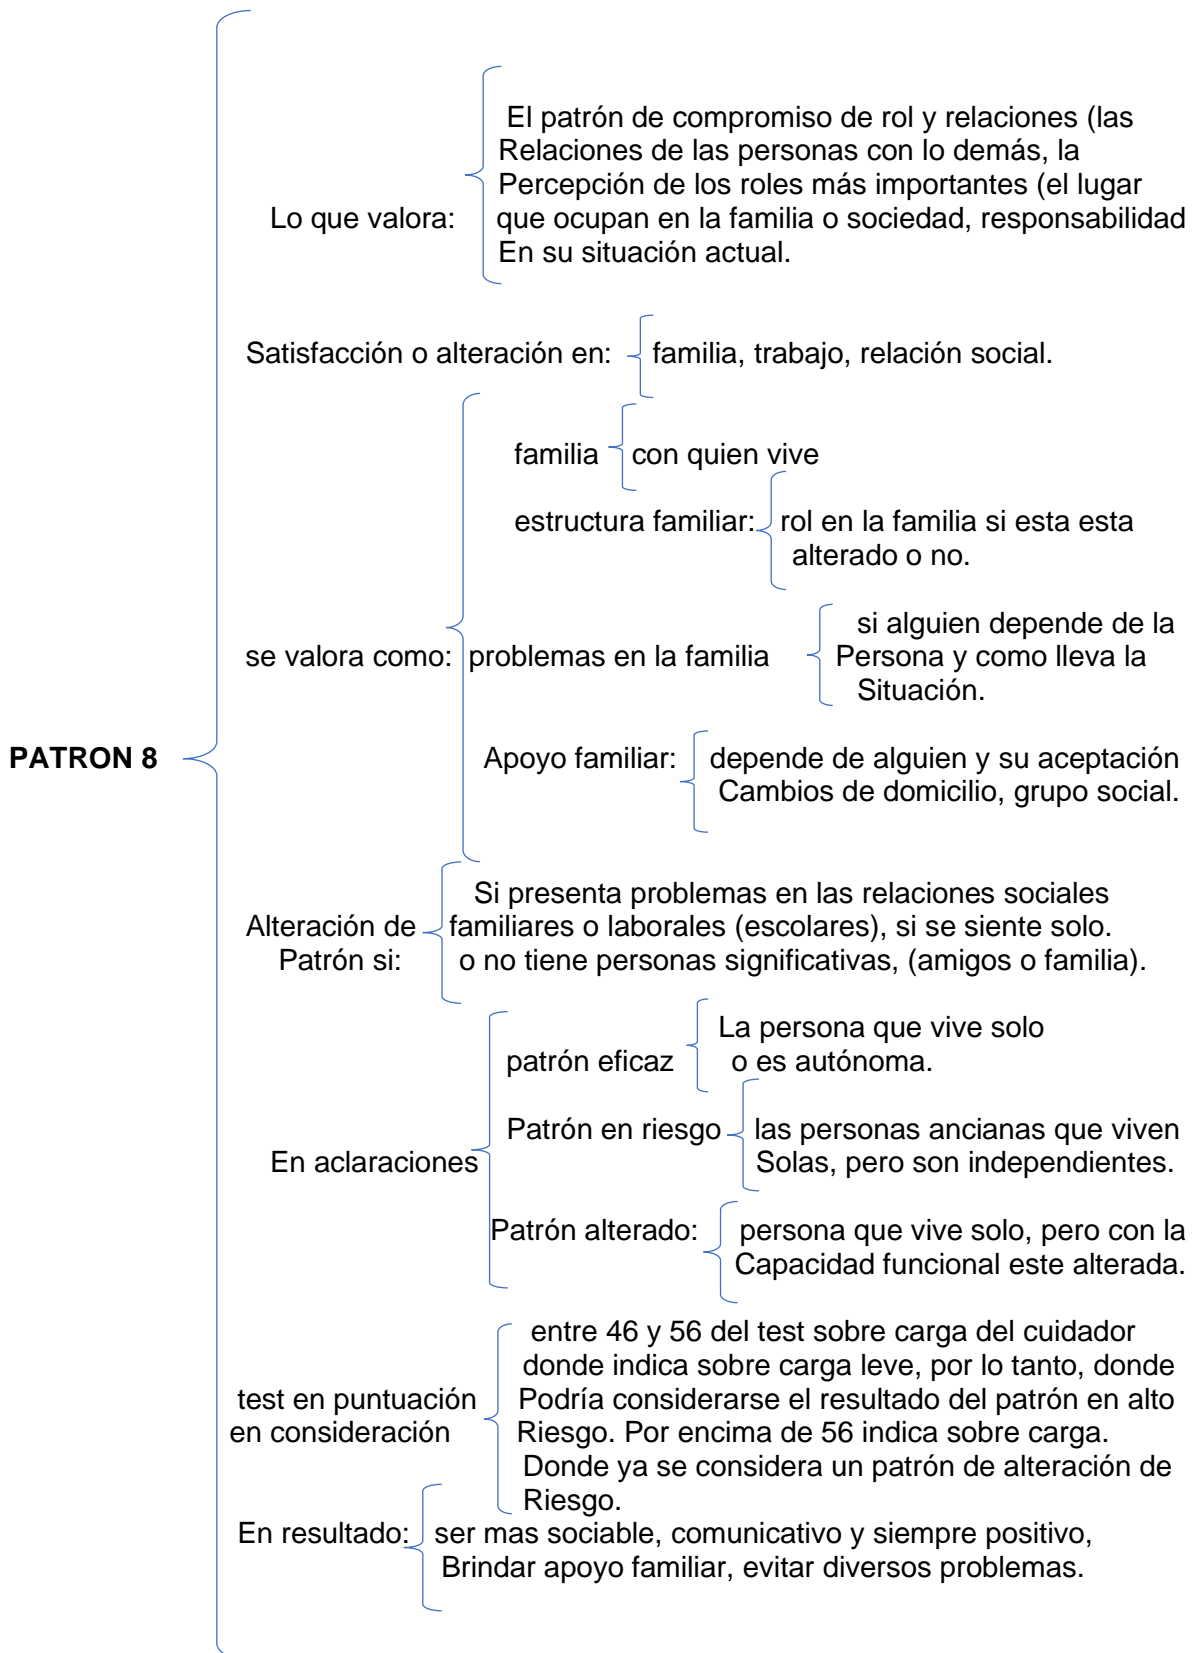 El patrón de compromiso de rol y relaciones (las
Relaciones de las personas con lo demás, la
Percepción de los roles más importantes (el lugar
Lo que valora: que ocupan en la familia o sociedad, responsabilidad
En su situación actual.
Satisfacción o alteración en: familia, trabajo, relación social.
familia con quien vive
estructura familiar: rol en la familia si esta esta
alterado o no.
si alguien depende de la
se valora como: problemas en la familia Persona y como lleva la
Situación.
PATRON 8 Apoyo familiar: depende de alguien y su aceptación
Cambios de domicilio, grupo social.
Si presenta problemas en las relaciones sociales
Alteración de familiares o laborales (escolares), si se siente solo.
Patrón si: o no tiene personas significativas, (amigos o familia).
La persona que vive solo
patrón eficaz o es autónoma.
Patrón en riesgo las personas ancianas que viven
En aclaraciones Solas, pero son independientes.
Patrón alterado: persona que vive solo, pero con la
Capacidad funcional este alterada.
entre 46 y 56 del test sobre carga del cuidador
donde indica sobre carga leve, por lo tanto, donde
test en puntuación Podría considerarse el resultado del patrón en alto
en consideración Riesgo. Por encima de 56 indica sobre carga.
Donde ya se considera un patrón de alteración de
Riesgo.
En resultado: ser mas sociable, comunicativo y siempre positivo,
Brindar apoyo familiar, evitar diversos problemas.